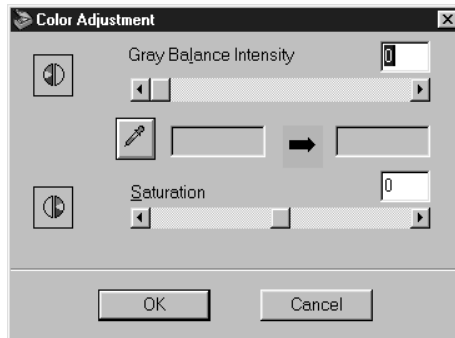 Color Adjustment
Gray Balance Intensity
0
Saturation
0
OK
Cancel